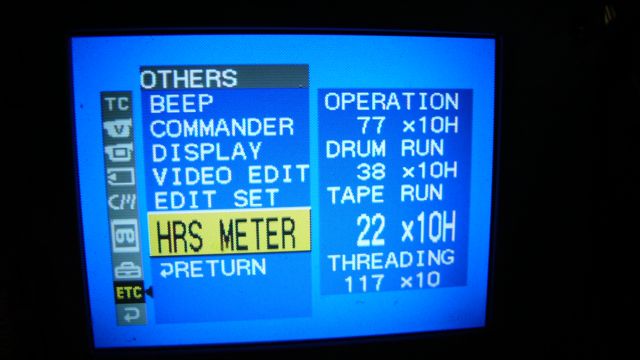 OTHERS
TC
BEEP
COMMANDER
DISPLAY
VIDEO EDIT
EDIT SET
HRS METER
RETURN
ETC
OPERATION
77 ×10H
DRUM RUN
38 ×10H
TAPE RUN
22 ×10H
THREADING
117 ×10